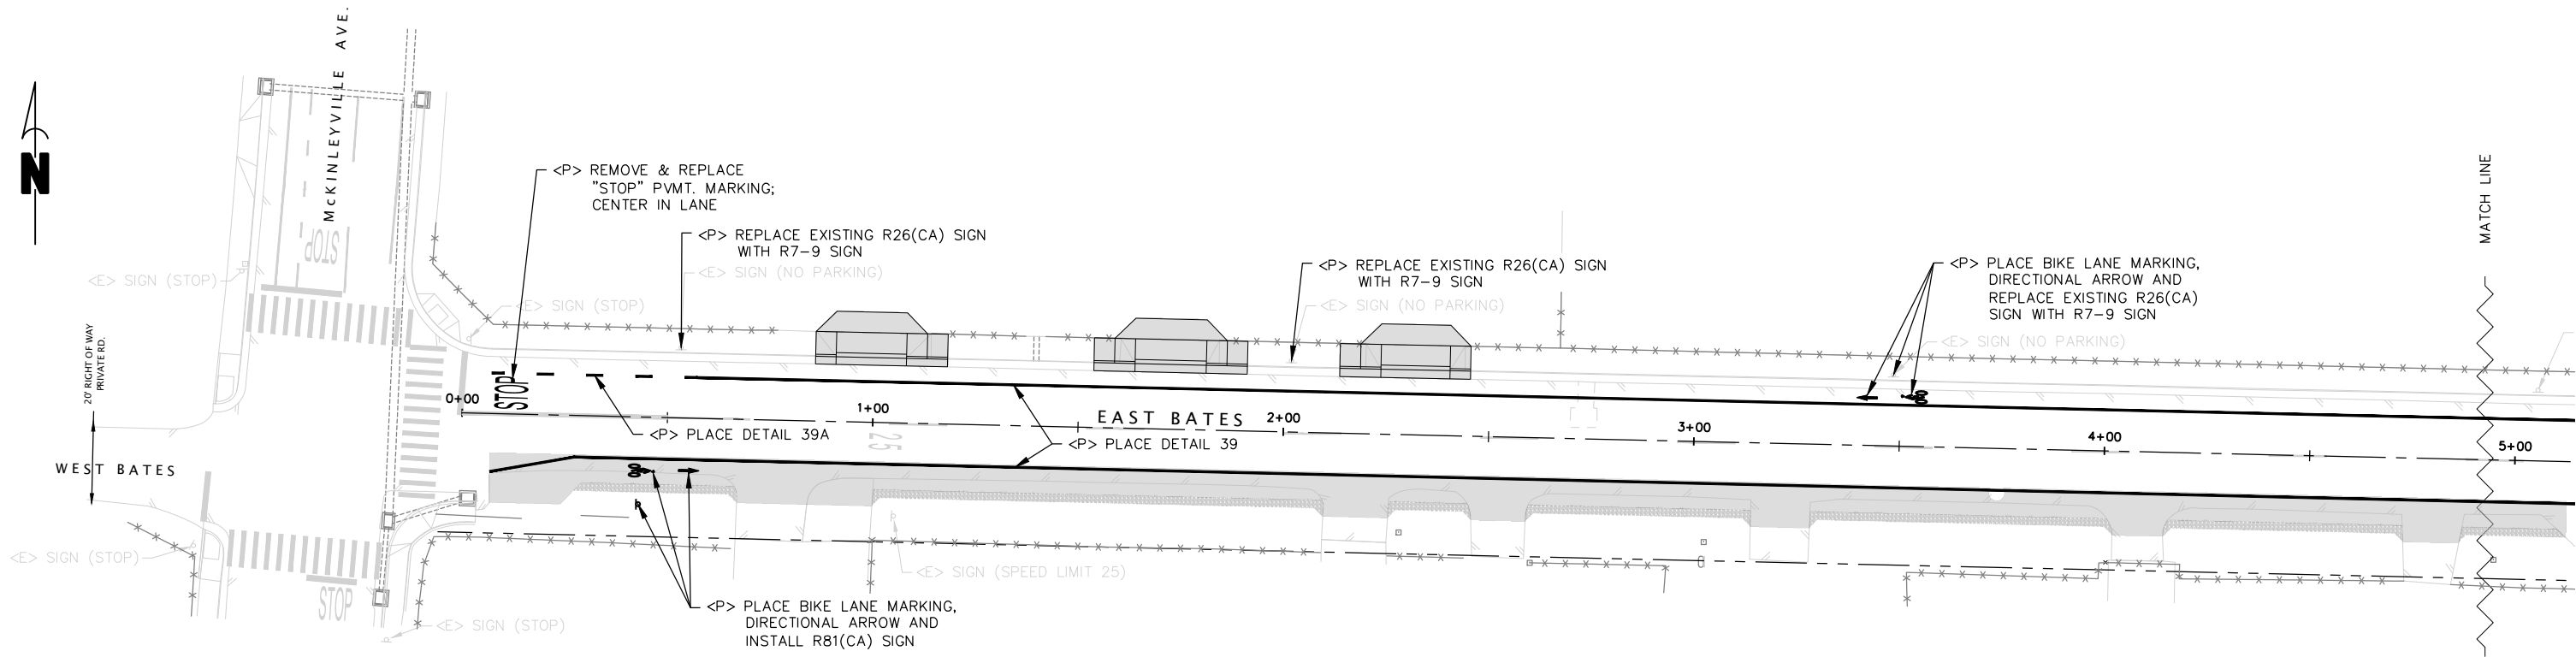 McKINLEYVILLE AVE.
N
<P> REMOVE & REPLACE
"STOP" PVMT. MARKING;
CENTER IN LANE
<P> REPLACE EXISTING R26(CA) SIGN
WITH R7-9 SIGN
<E> SIGN (NO PARKING)
<P> REPLACE EXISTING R26(CA) SIGN
WITH R7-9 SIGN
<E> SIGN (NO PARKING)
<P> PLACE BIKE LANE MARKING,
DIRECTIONAL ARROW AND
REPLACE EXISTING R26(CA)
SIGN WITH R7-9 SIGN
<E> SIGN (NO PARKING)
MATCH LINE
STOP
<E> SIGN (STOP)
<E> SIGN (STOP)
20' RIGHT OF WAY
PRIVATE RD.
STOP
0+00
1+00
EAST BATES
2+00
3+00
4+00
5+00
25
<P> PLACE DETAIL 39A
<P> PLACE DETAIL 39
WEST BATES
<E> SIGN (STOP)
<E> SIGN (SPEED LIMIT 25)
STOP
<P> PLACE BIKE LANE MARKING,
DIRECTIONAL ARROW AND
INSTALL R81(CA) SIGN
<E> SIGN (STOP)